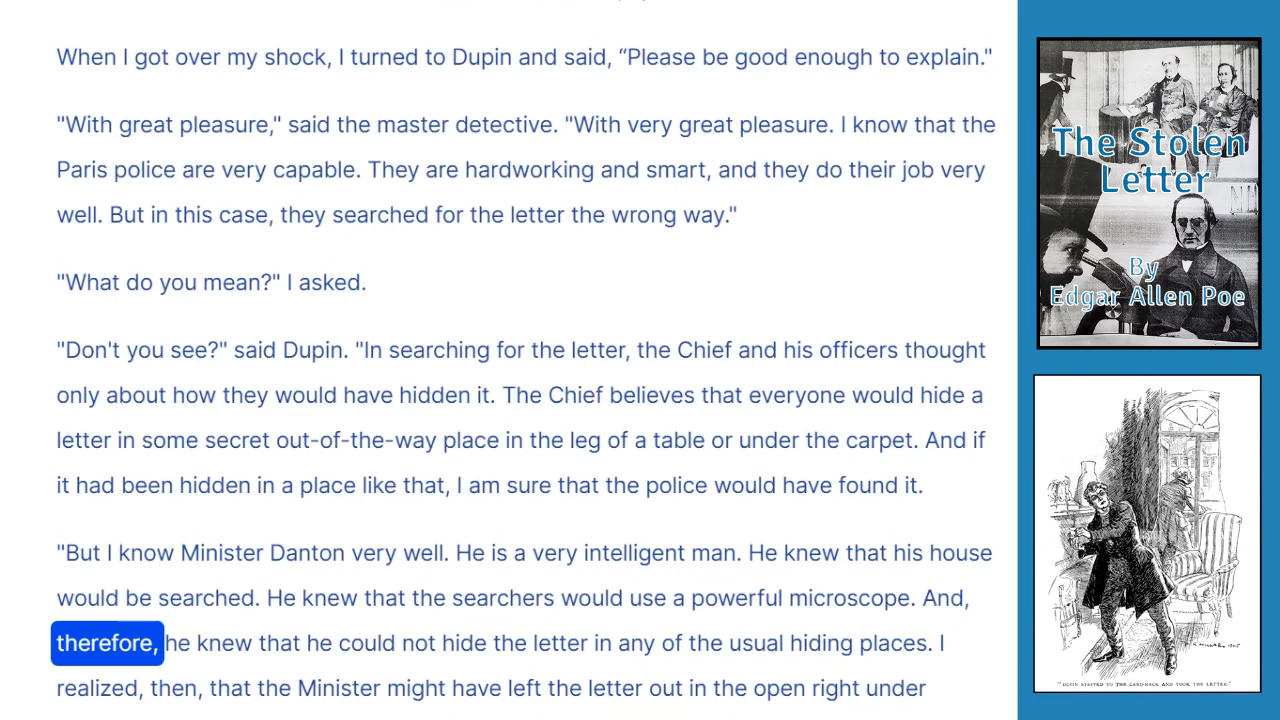 When I got over my shock, I turned to Dupin and said, “Please be good enough to explain."
"With great pleasure," said the master detective. "With very great pleasure. I know that the
Paris police are very capable. They are hardworking and smart, and they do their job very
well. But in this case, they searched for the letter the wrong way."
"What do you mean?" I asked.
"Don't you see?" said Dupin. "In searching for the letter, the Chief and his officers thought
only about how they would have hidden it. The Chief believes that everyone would hide a
letter in some secret out-of-the-way place in the leg of a table or under the carpet. And if
it had been hidden in a place like that, I am sure that the police would have found it.
"But I know Minister Danton very well. He is a very intelligent man. He knew that his house
would be searched. He knew that the searchers would use a powerful microscope. And,
therefore, he knew that he could not hide the letter in any of the usual hiding places. I
realized, then, that the Minister might have left the letter out in the open right under
The Stolen
Letter
By
Edgar Allen Poe
"DUPIN STEPPED TO THE CARD-RACK AND TOOK THE LETTER."